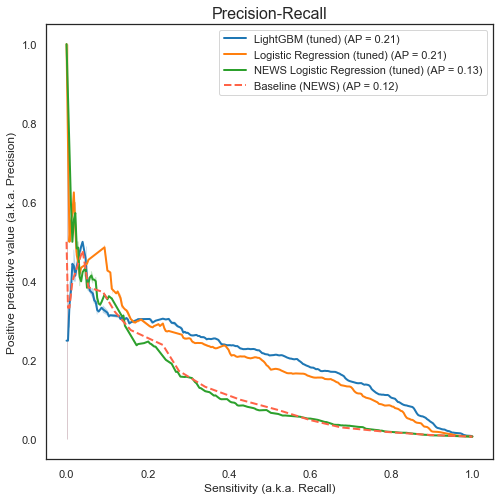 Precision-Recall
LightGBM (tuned) (AP = 0.21)
Logistic Regression (tuned) (AP = 0.21)
NEWS Logistic Regression (tuned) (AP = 0.13)
Baseline (NEWS) (AP = 0.12)
Positive predictive value (a.k.a. Precision)
1.0
0.8
0.6
0.4
0.2
0.0
0.0 0.2 0.4 0.6 0.8 1.0
Sensitivity (a.k.a. Recall)